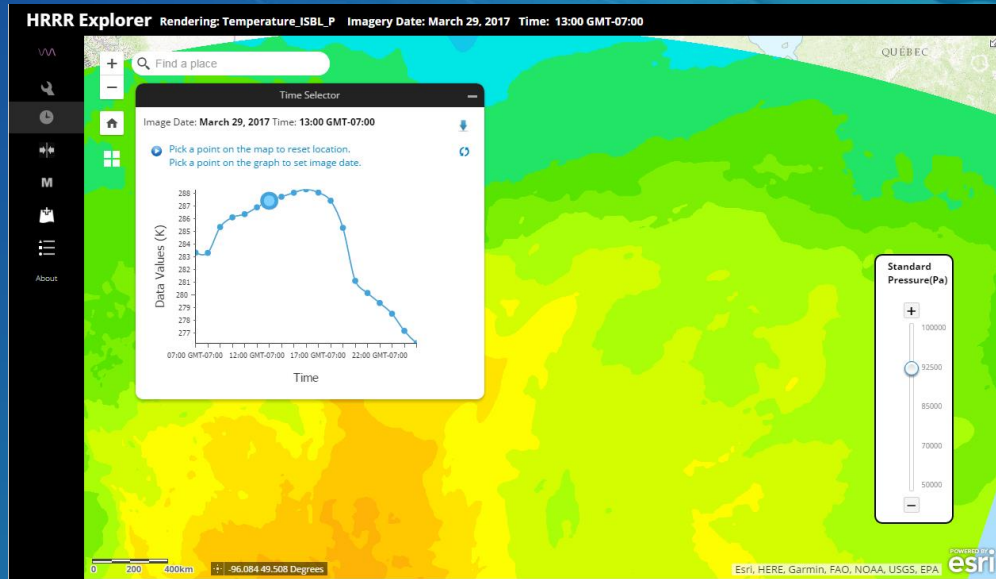 HRRR Explorer Rendering: Temperature_ISBL_P Imagery Date: March 29, 2017 Time: 13:00 GMT-07:00
QUÉBEC
+
Find a place
−
Time Selector
Image Date: March 29, 2017 Time: 13:00 GMT-07:00
Pick a point on the map to reset location.
Pick a point on the graph to set image date.
M
About
Data Values (K)
288
287
286
285
284
283
282
281
280
279
278
277
07:00 GMT-07:00 12:00 GMT-07:00 17:00 GMT-07:00 22:00 GMT-07:00
Time
Standard
Pressure(Pa)
+
100000
92500
85000
70000
50000
−
0 200 400km
-96.084 49.508 Degrees
Esri, HERE, Garmin, FAO, NOAA, USGS, EPA
POWERED BY
esri